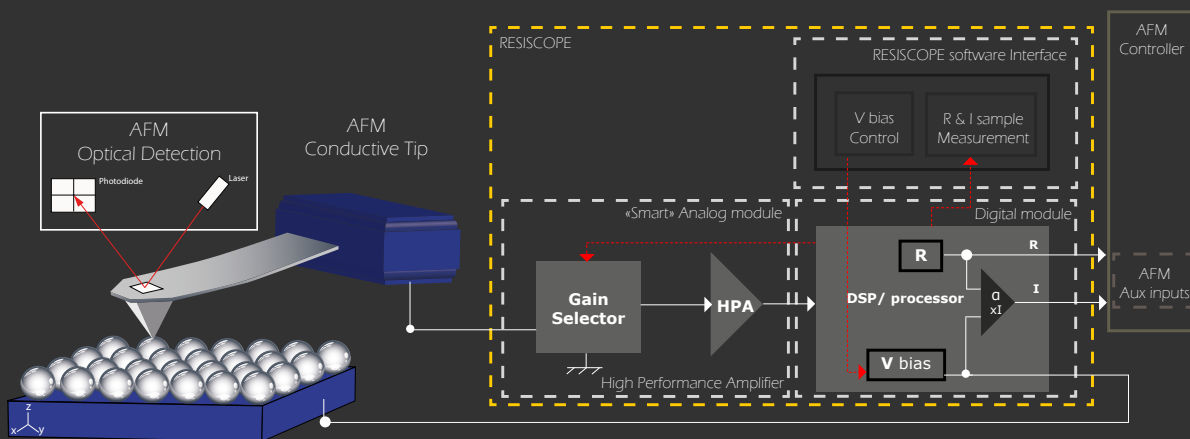 RESISCOPE
AFM
Controller
RESISCOPE software Interface
V bias
Control
R & I sample
Measurement
AFM
Optical Detection
Photodiode
Laser
AFM
Conductive Tip
«Smart» Analog module
Digital module
Gain
Selector
HPA
High Performance Amplifier
R
DSP/ processor
V bias
α
xI
R
I
AFM
Aux inputs
z
x
y